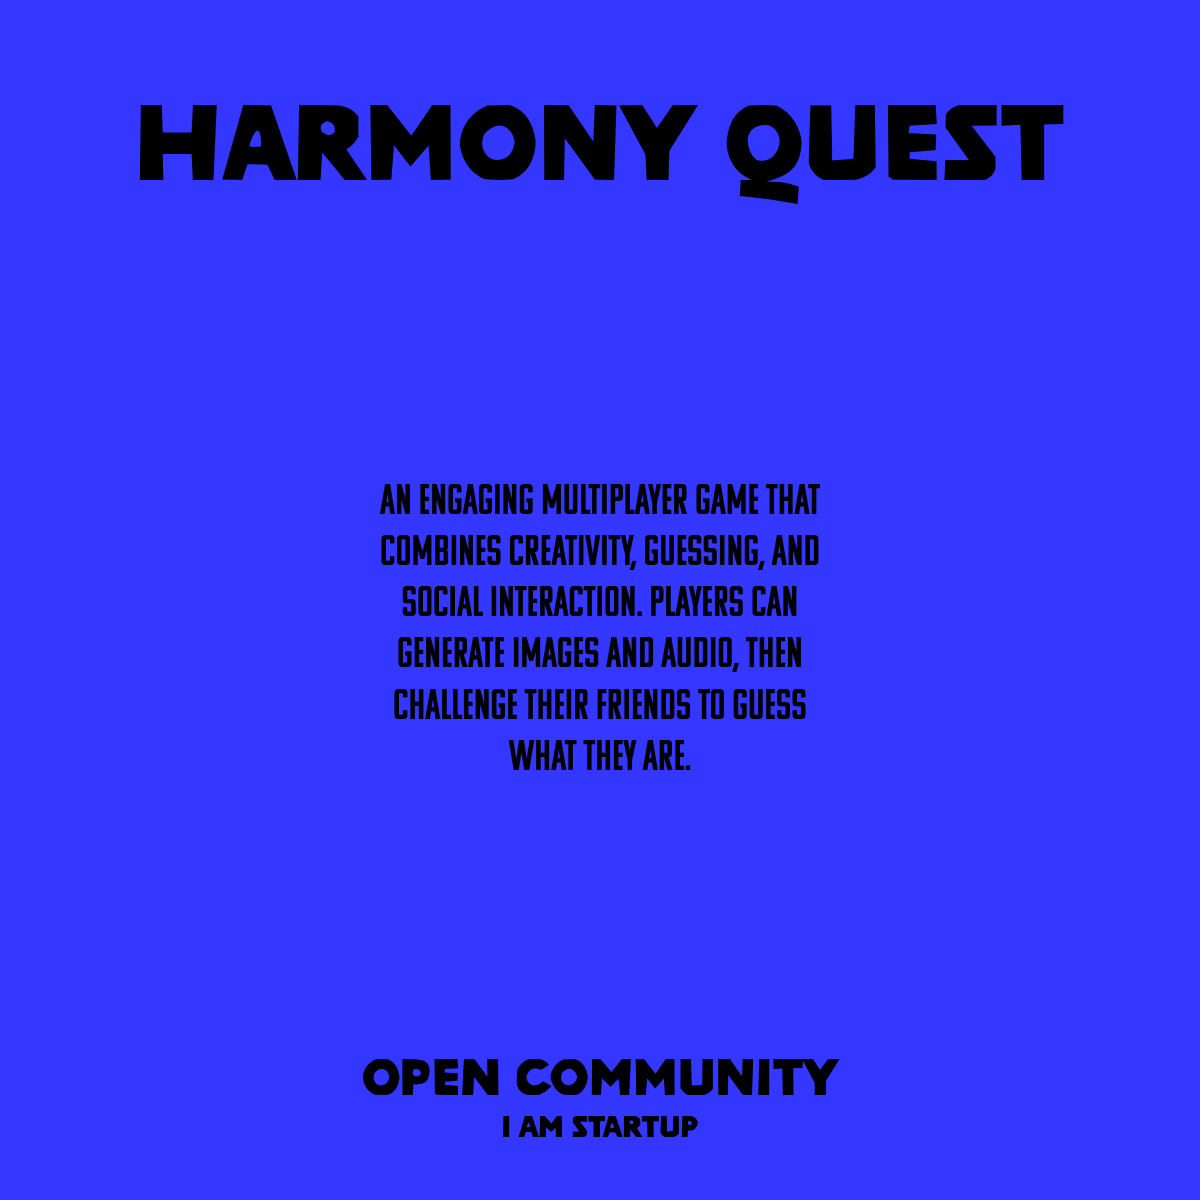 HARMONY QUEST
AN ENGAGING MULTIPLAYER GAME THAT
COMBINES CREATIVITY, GUESSING, AND
SOCIAL INTERACTION. PLAYERS CAN
GENERATE IMAGES AND AUDIO, THEN
CHALLENGE THEIR FRIENDS TO GUESS
WHAT THEY ARE.
OPEN COMMUNITY
I AM STARTUP